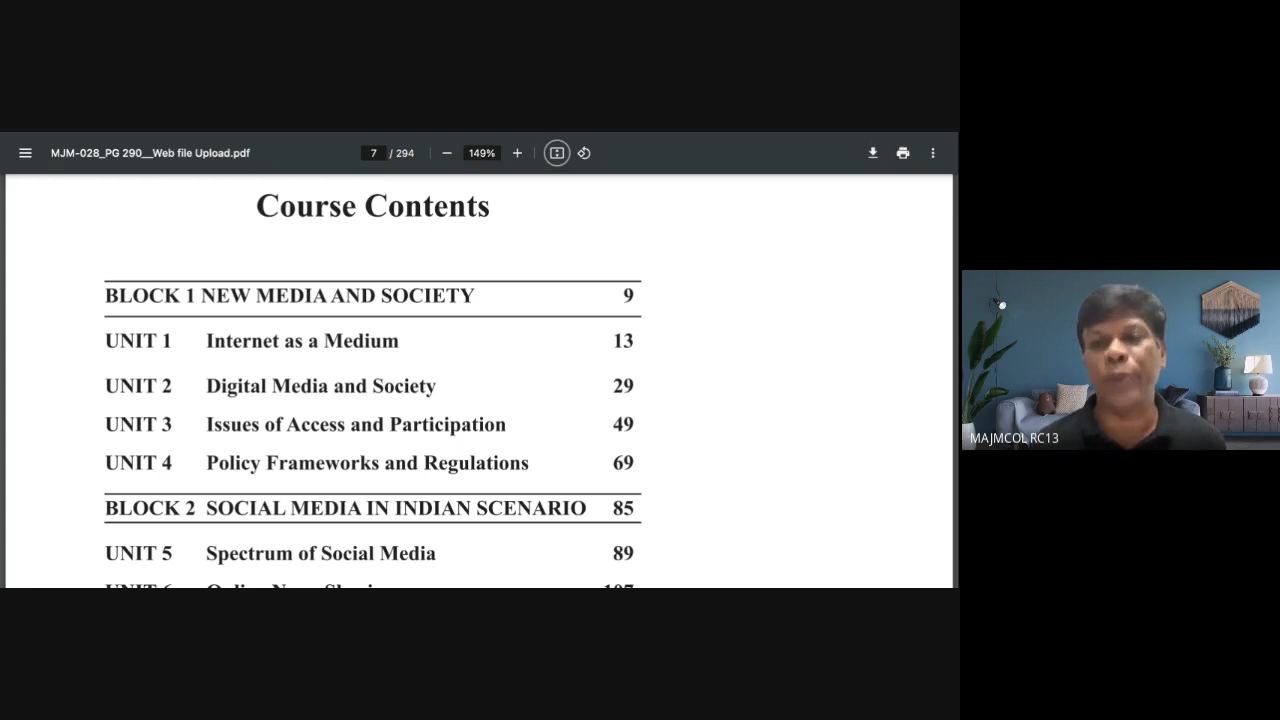 MJM-028_PG 290__Web file Upload.pdf
7 / 294
149%
Course Contents
BLOCK 1 NEW MEDIA AND SOCIETY 9
UNIT 1 Internet as a Medium 13
UNIT 2 Digital Media and Society 29
UNIT 3 Issues of Access and Participation 49
UNIT 4 Policy Frameworks and Regulations 69
BLOCK 2 SOCIAL MEDIA IN INDIAN SCENARIO 85
UNIT 5 Spectrum of Social Media 89
MAJMCOL RC13